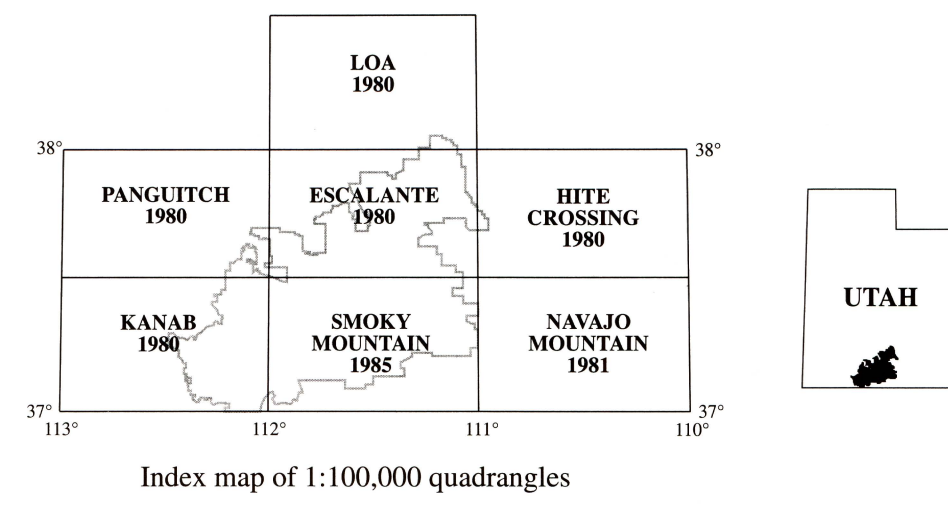 LOA
1980
38°
38°
PANGUITCH
1980
ESCALANTE
1980
HITE
CROSSING
1980
KANAB
1980
SMOKY
MOUNTAIN
1985
NAVAJO
MOUNTAIN
1981
37°
37°
113°
112°
111°
110°
Index map of 1:100,000 quadrangles
UTAH